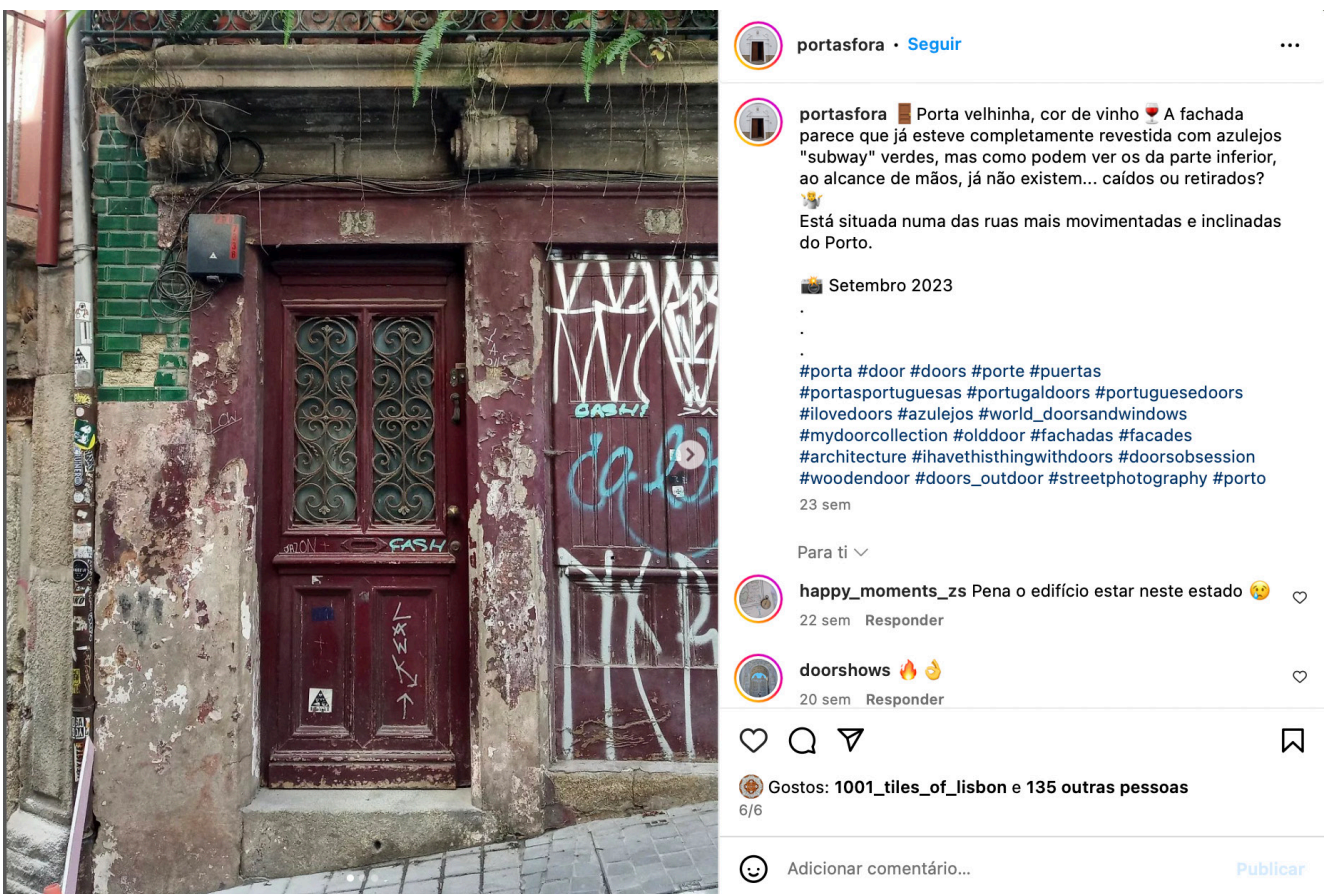 portasfora • Seguir
portasfora 🚪Porta velhinha, cor de vinho 🍷A fachada
parece que já esteve completamente revestida com azulejos
"subway" verdes, mas como podem ver os da parte inferior,
ao alcance de mãos, já não existem... caídos ou retirados?
🤷
Está situada numa das ruas mais movimentadas e inclinadas
do Porto.
📸 Setembro 2023
.
.
.
#porta #door #doors #porte #puertas
#portasportuguesas #portugaldoors #portuguesedoors
#ilovedoors #azulejos #world_doorsandwindows
#mydoorcollection #olddoor #fachadas #facades
#architecture #ihavethisthingwithdoors #doorsobsession
#woodendoor #doors_outdoor #streetphotography #porto
23 sem
Para ti
happy_moments_zs Pena o edifício estar neste estado 😢
22 sem Responder
doorshows 🔥👌
20 sem Responder
Gostos: 1001_tiles_of_lisbon e 135 outras pessoas
6/6
Adicionar comentário...
Publicar
CASH!
CASH